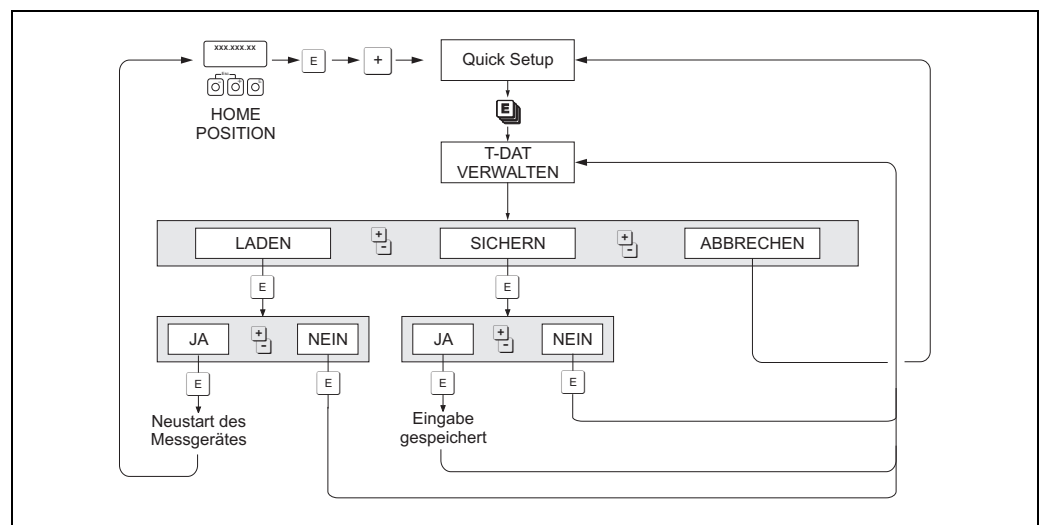 xxx.xxx.xx
E
+
Quick Setup
HOME
POSITION
E
T-DAT
VERWALTEN
LADEN
+
-
SICHERN
+
-
ABBRECHEN
E
E
JA
+
-
NEIN
JA
+
-
NEIN
E
E
E
E
Neustart des
Messgerätes
Eingabe
gespeichert